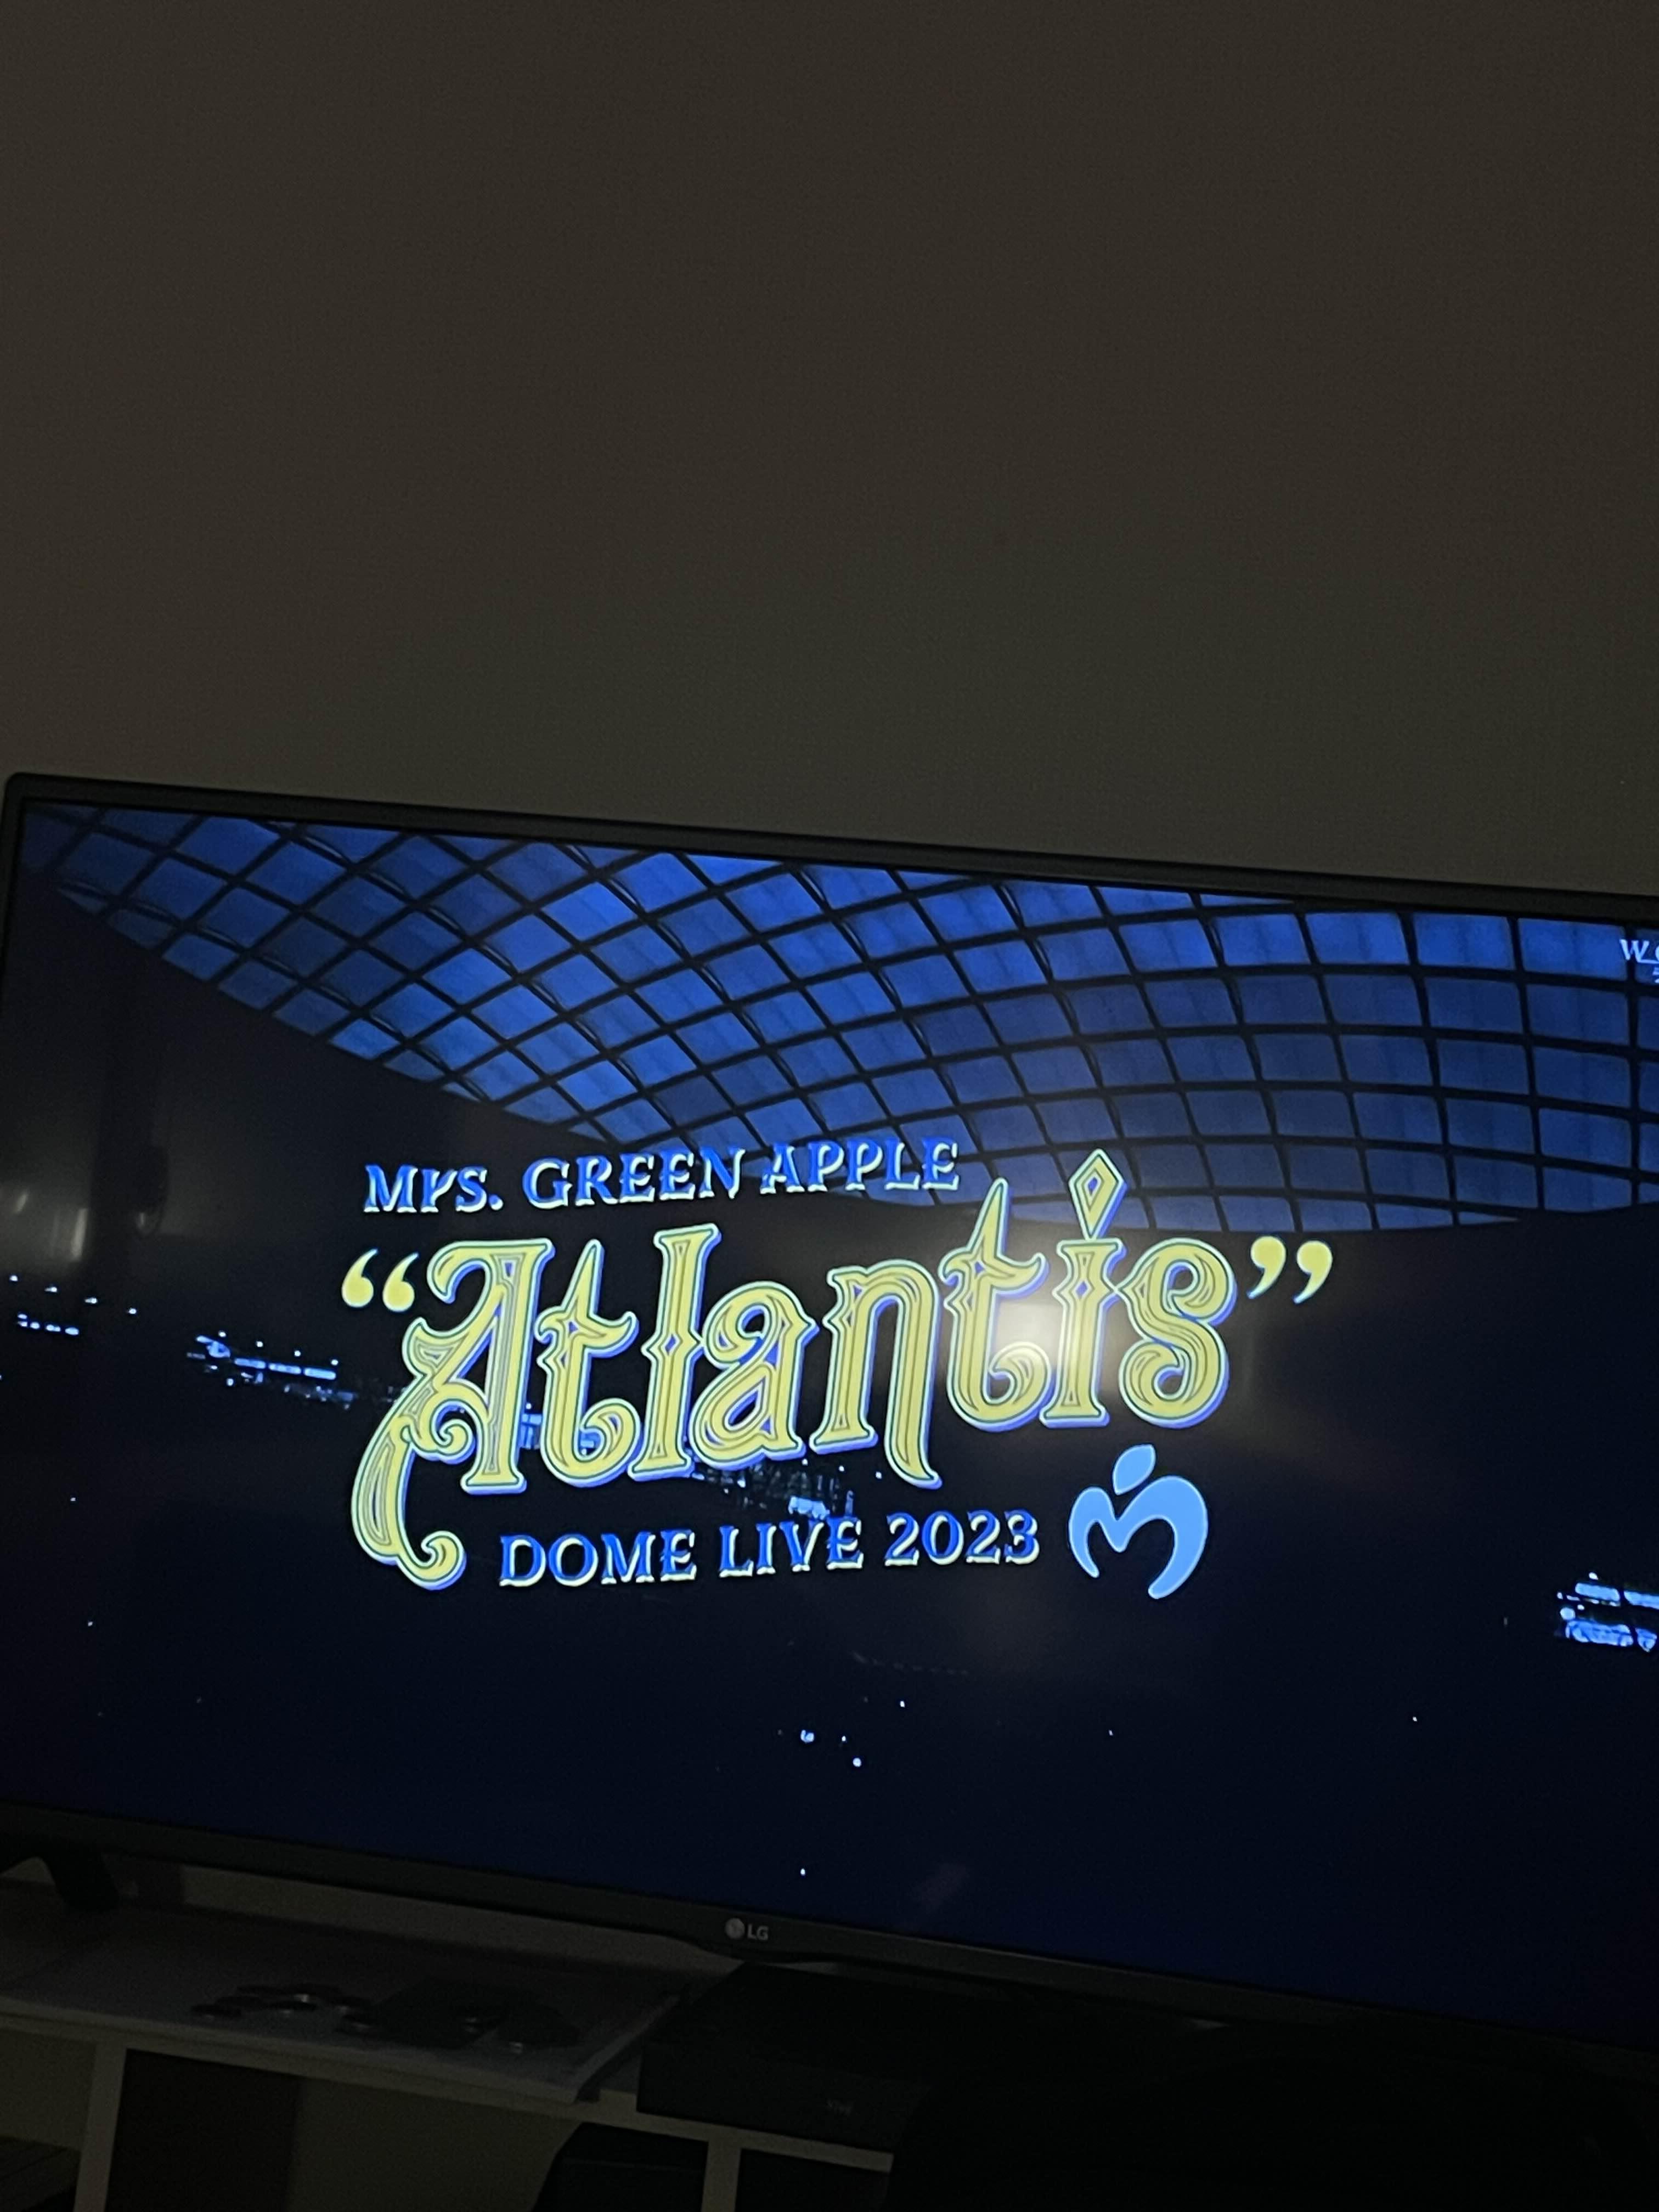 Mrs. GREEN APPLE
“Atlantis”
DOME LIVE 2023
LG